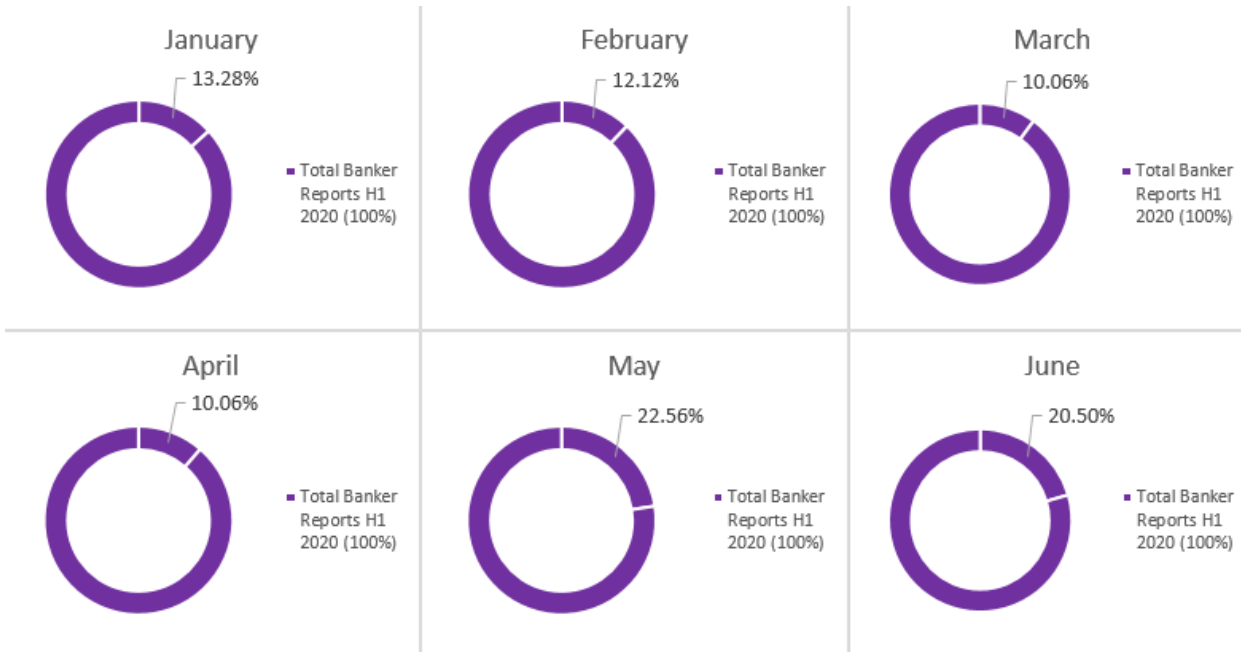 January
13.28%
Total Banker
Reports H1
2020 (100%)
February
12.12%
Total Banker
Reports H1
2020 (100%)
March
10.06%
Total Banker
Reports H1
2020 (100%)
April
10.06%
Total Banker
Reports H1
2020 (100%)
May
22.56%
Total Banker
Reports H1
2020 (100%)
June
20.50%
Total Banker
Reports H1
2020 (100%)